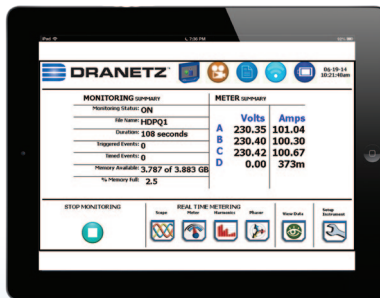 iPad
7:30 PM
DRANETZ
06-19-14
10:21:40am
MONITORING SUMMARY
Monitoring Status: ON
File Name: HDPQ1
Duration: 108 seconds
Triggered Events: 0
Timed Events: 0
Memory Available: 3.787 of 3.883 GB
% Memory Full: 2.5
METER SUMMARY
Volts Amps
A 230.35 101.04
B 230.40 100.30
C 230.42 100.67
D 0.00 373m
STOP MONITORING
REAL TIME METERING
Scope Meter Harmonics Phasor
View Data
Setup
Instrument